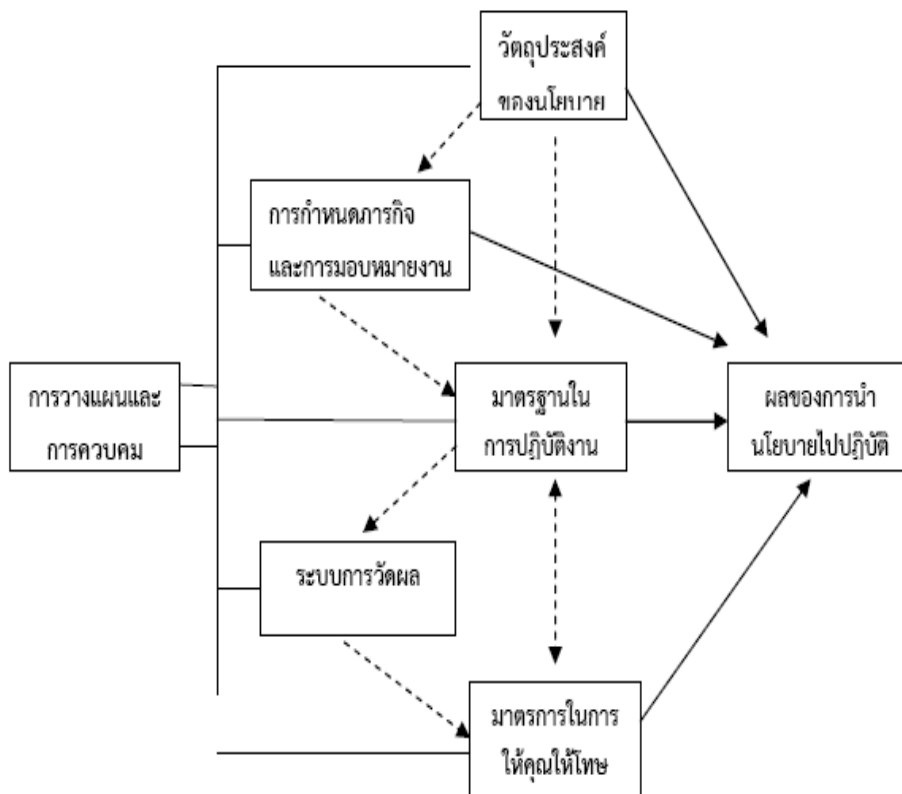 วัตถุประสงค์
ของนโยบาย
การกำหนดภารกิจ
และการมอบหมายงาน
การวางแผนและ
การควบคม
มาตรฐานใน
การปฏิบัติงาน
ผลของการนำ
นโยบายไปปฏิบัติ
ระบบการวัดผล
มาตรการในการ
ให้คุณให้โทษ